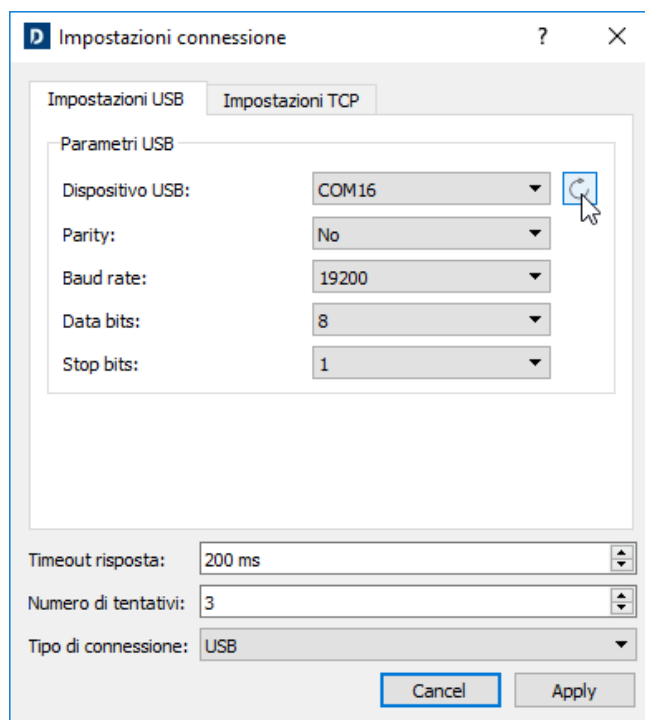 D Impostazioni connessione ?
Impostazioni USB Impostazioni TCP
Parametri USB
Dispositivo USB: COM16
Parity: No
Baud rate: 19200
Data bits: 8
Stop bits: 1
Timeout risposta: 200 ms
Numero di tentativi: 3
Tipo di connessione: USB
Cancel Apply